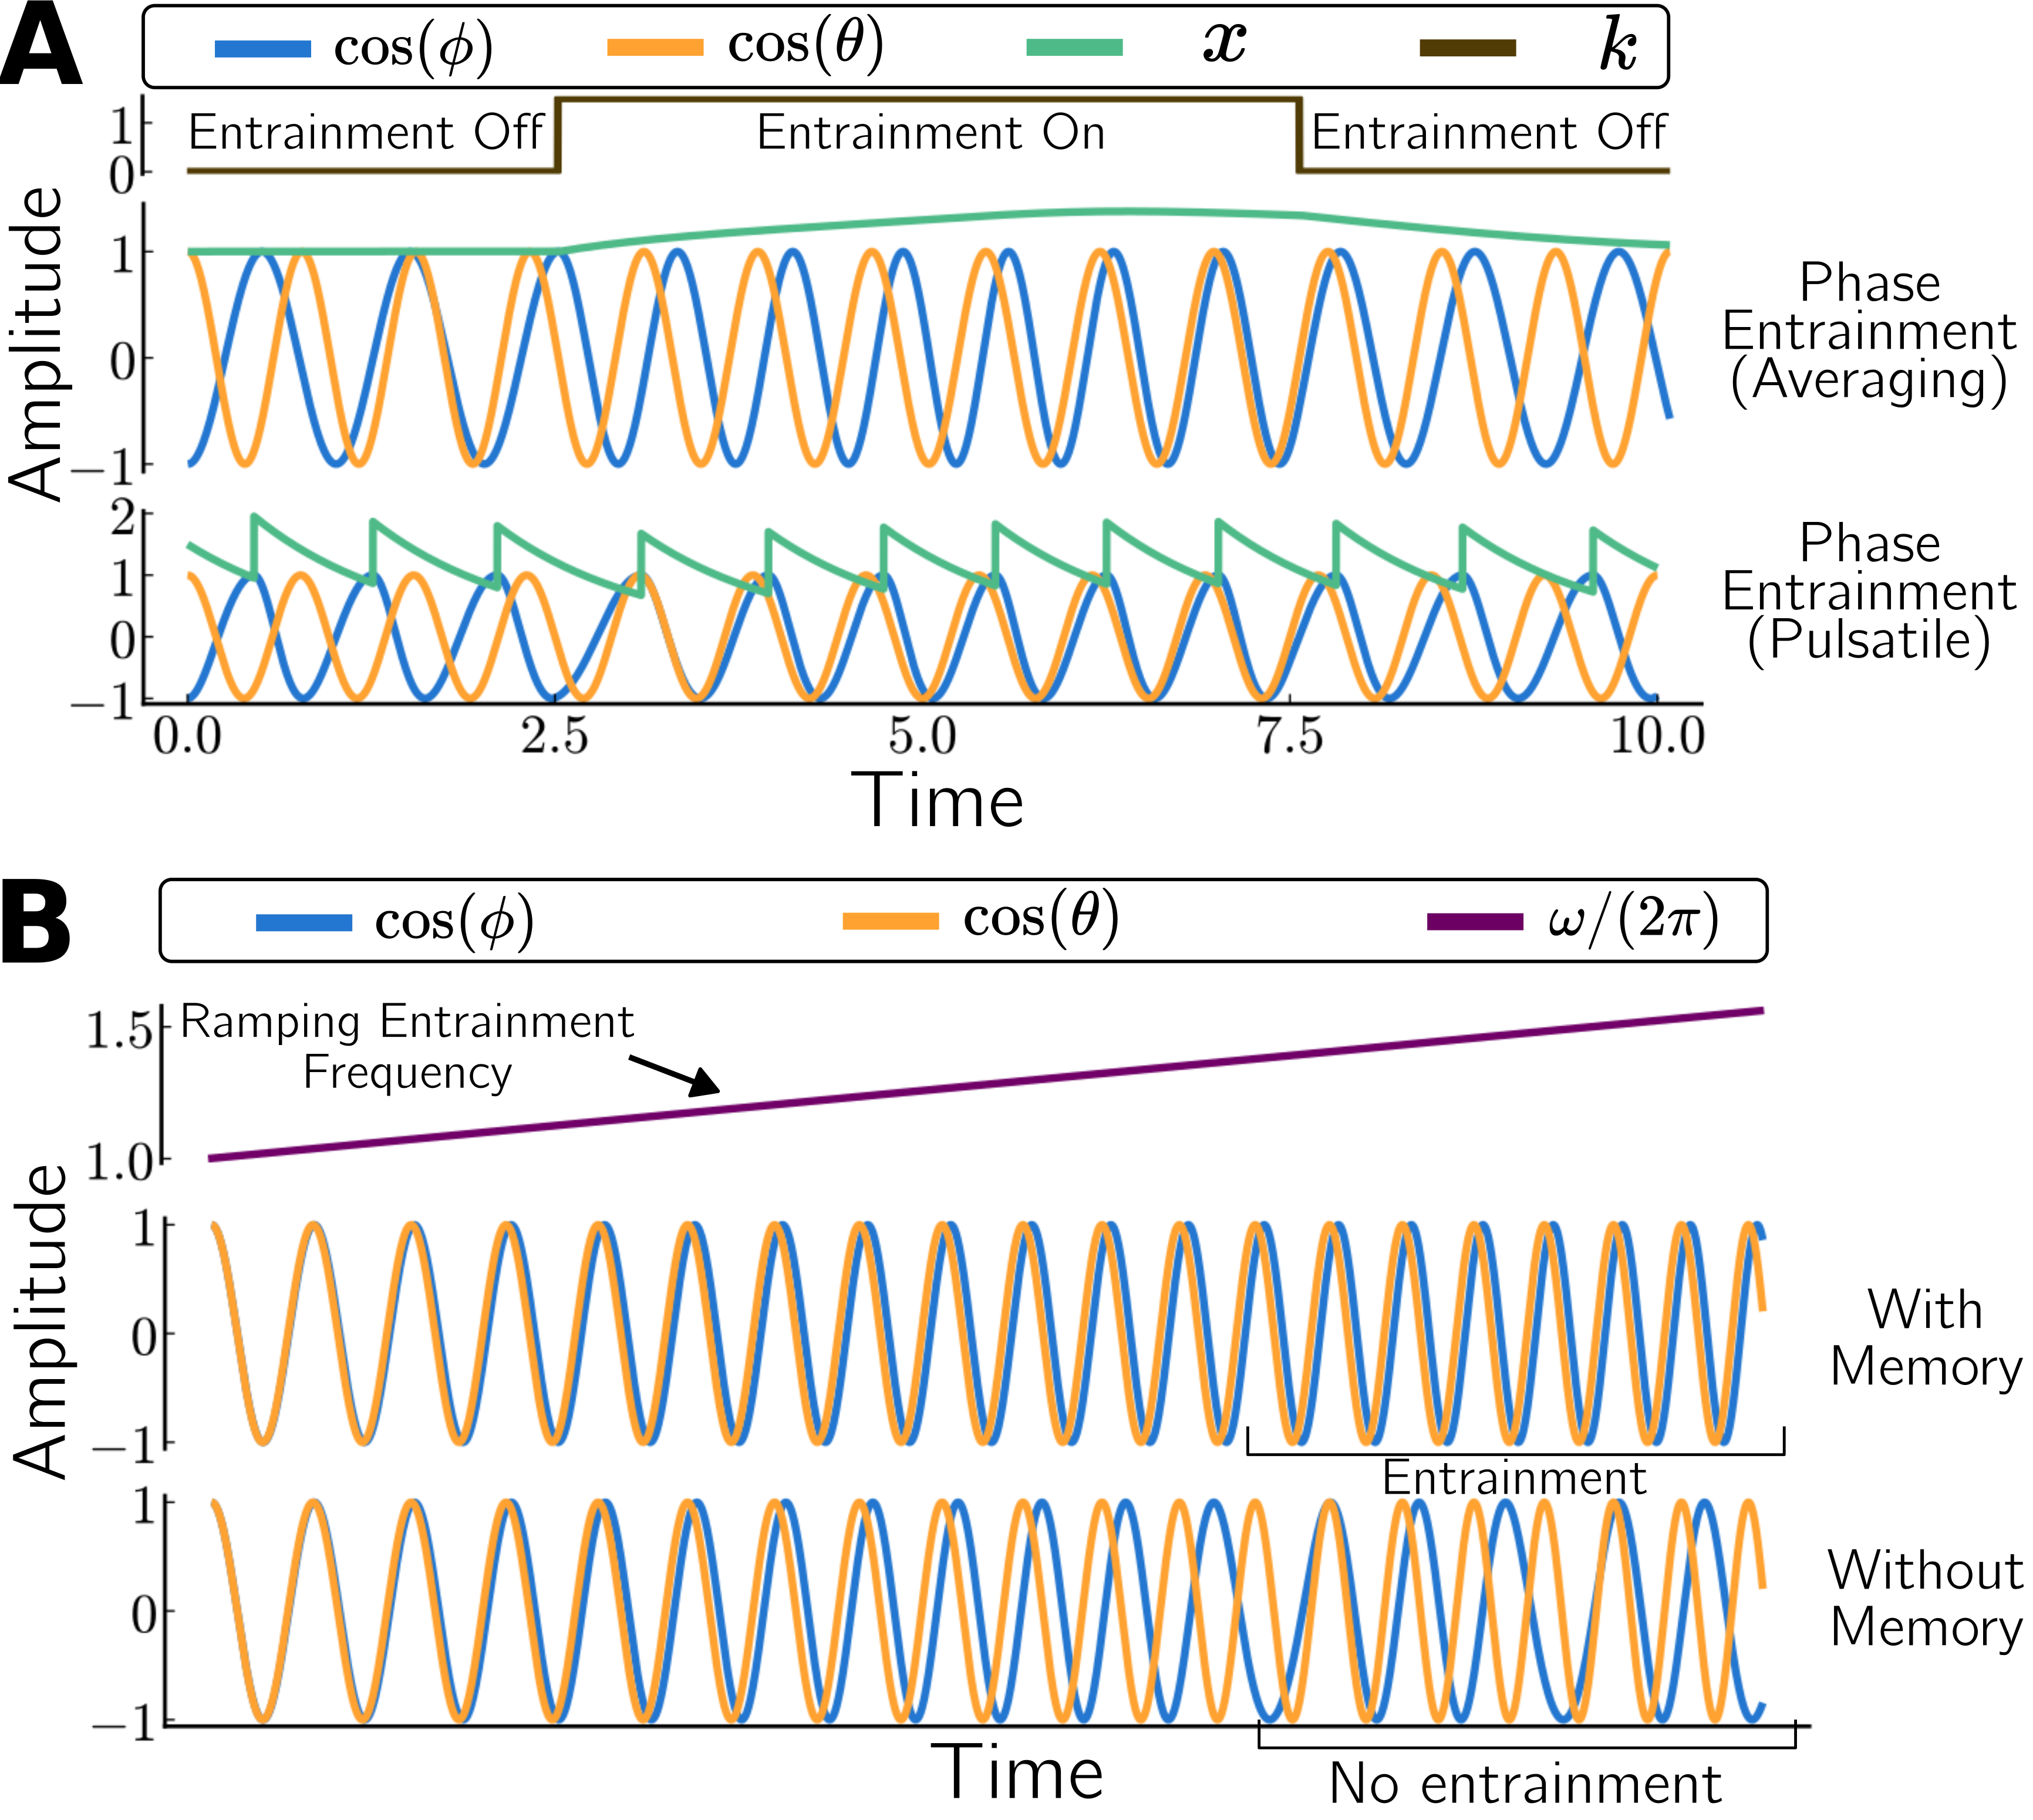 A
cos(ϕ) cos(θ) x k
1
0
Entrainment Off Entrainment On Entrainment Off
Amplitude
1
0
−1
Phase
Entrainment
(Averaging)
2
1
0
−1
Phase
Entrainment
(Pulsatile)
0.0 2.5 5.0 7.5 10.0
Time
B
cos(ϕ) cos(θ) ω/(2π)
1.5
1.0
Ramping Entrainment
Frequency
Amplitude
1
0
−1
With
Memory
Entrainment
1
0
−1
Without
Memory
Time
No entrainment